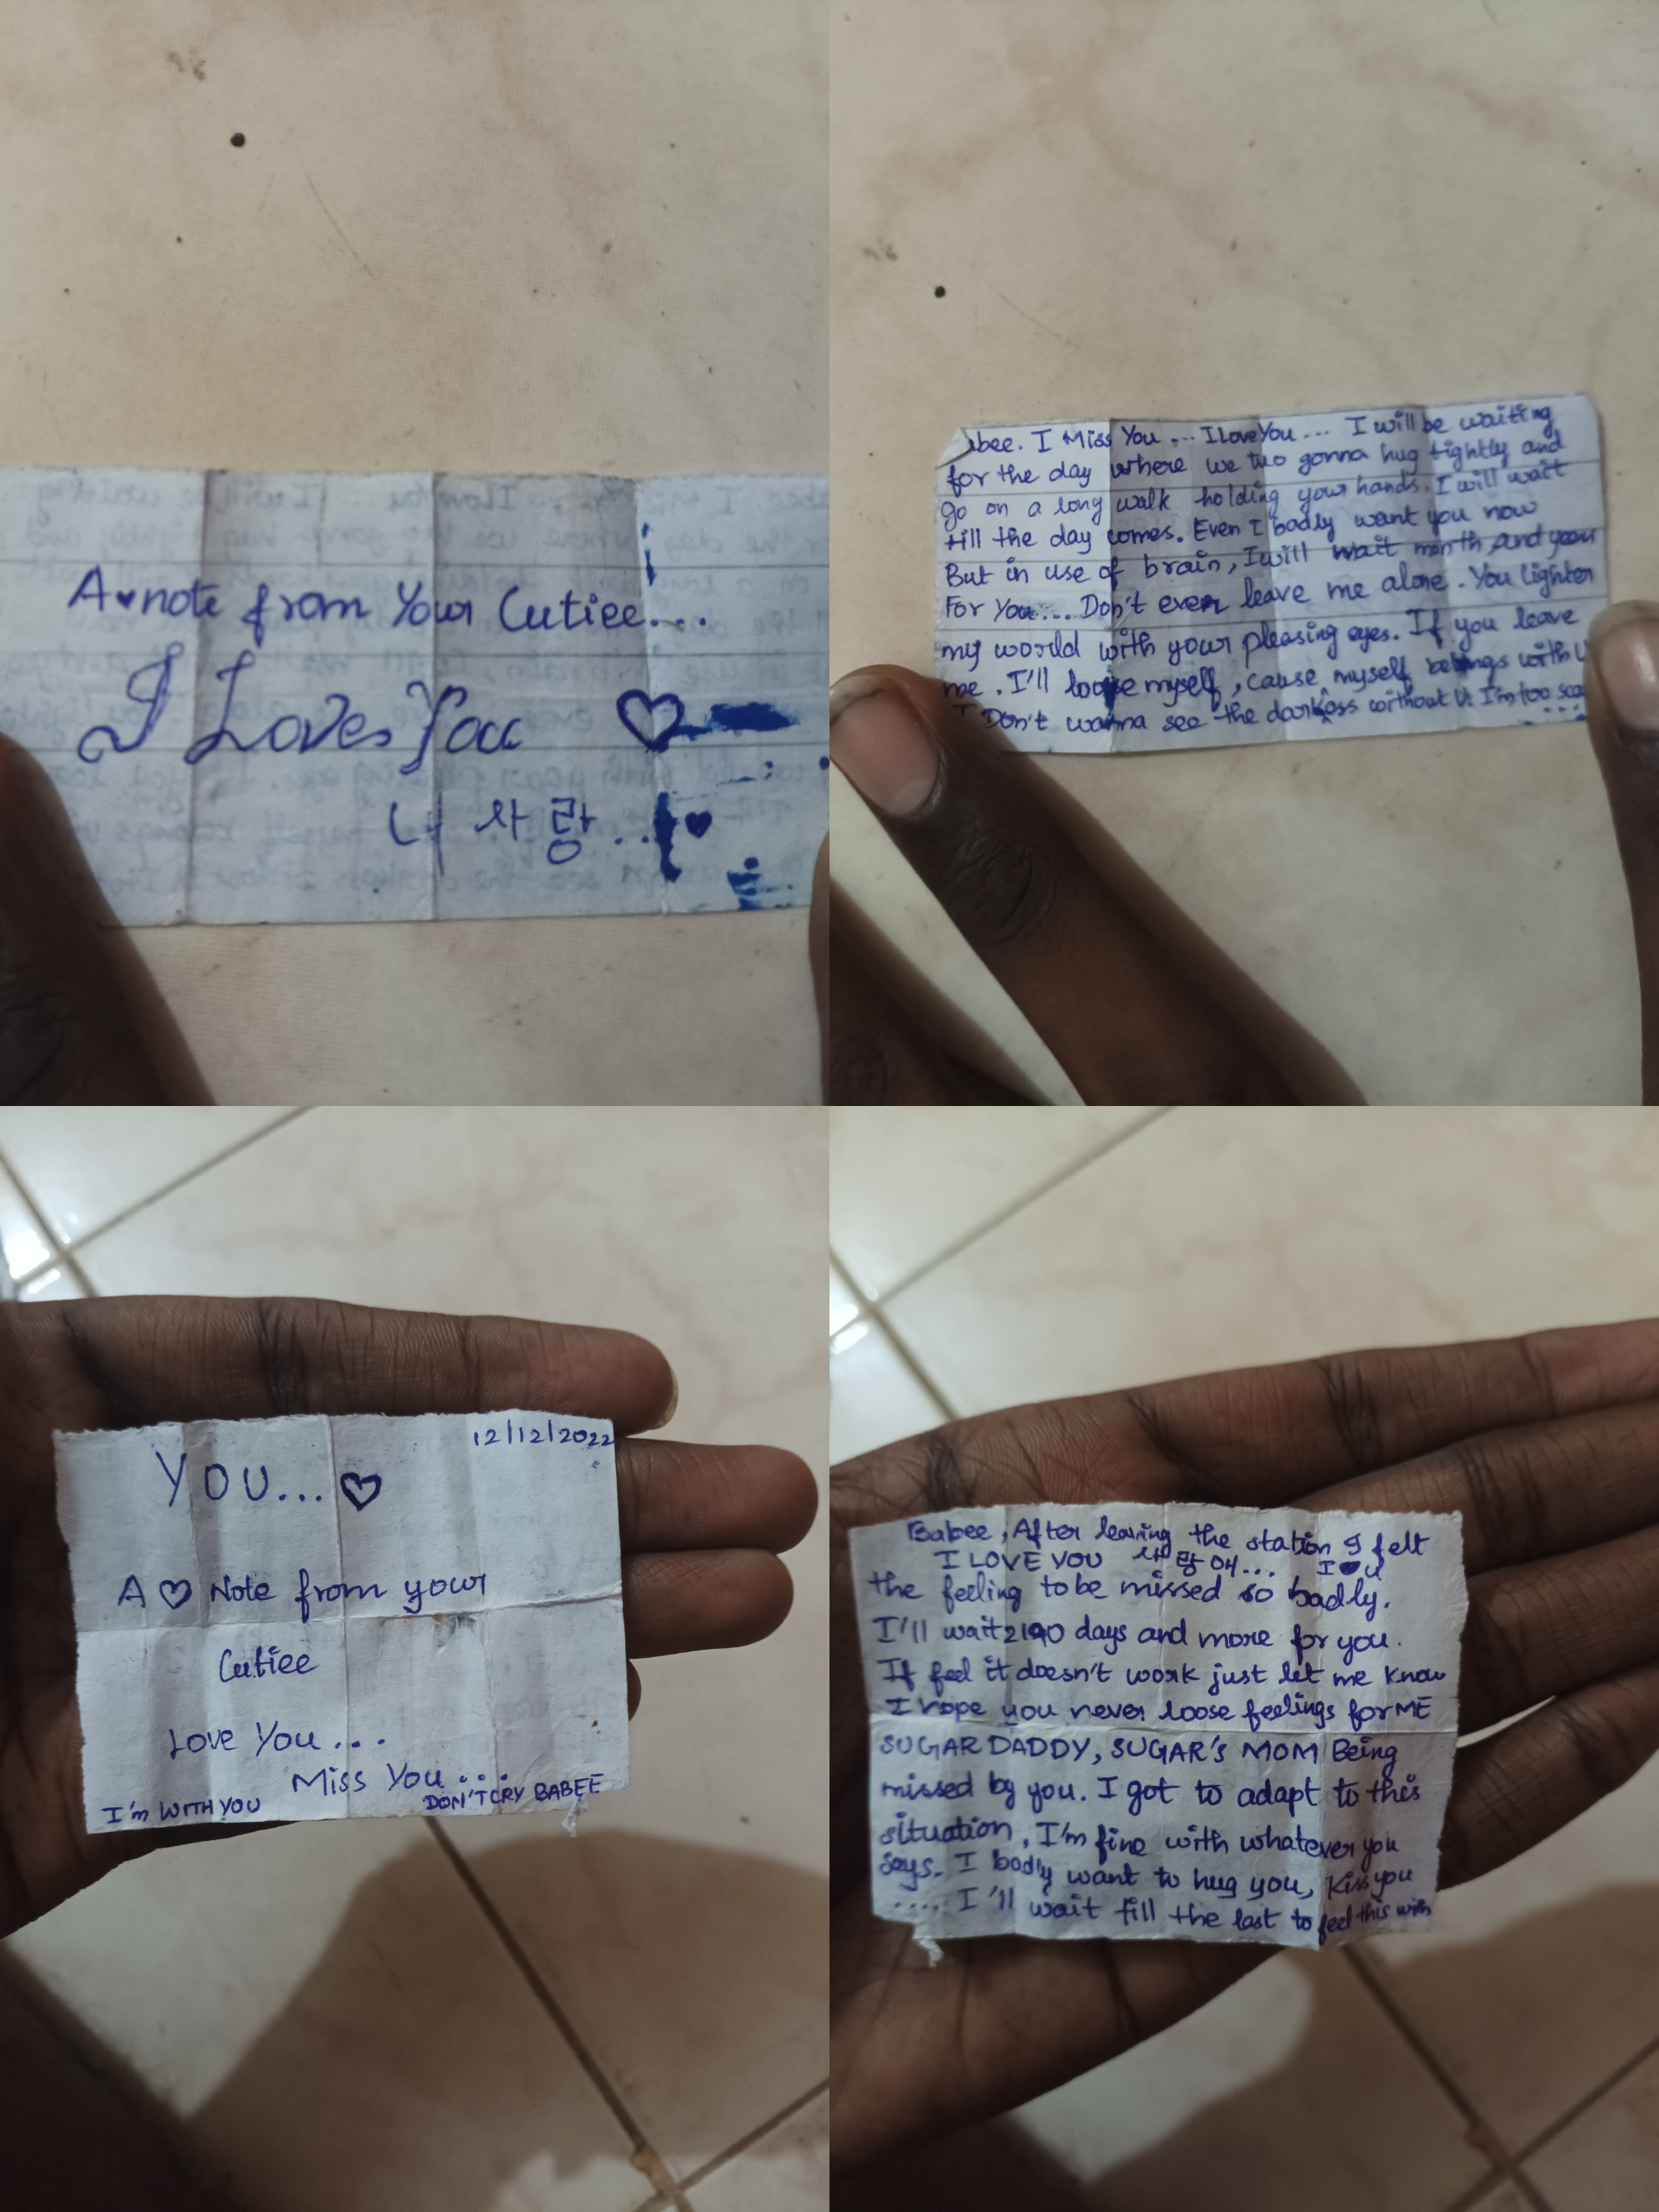 A ♥ note from Your Cutiee...
I Loves You ♡
너 사랑... ♥
abee. I Miss You ... I Love You ... I will be waiting
for the day where we two gonna hug tightly and
go on a long walk holding your hands. I will wait
till the day comes. Even I badly want you now
But in use of brain, I will wait month and years
For You... Don't ever leave me alone. You lighter
my world with your pleasing eyes. If you leave
me. I'll myself, cause myself belongs with U
I Don't wanna see the darkness without U. I'm too sca
....
12/12/2022
YOU... ♡
A ♡ Note from your
Cutiee
Love You ...
Miss You ...
I'm WITH YOU DON'T CRY BABEE
Babee, After leaving the station I felt
I LOVE YOU 사랑애... I ♥ u
the feeling to be missed so badly.
I'll wait 2190 days and more for you.
If feel it doesn't work just let me know
I hope you never loose feelings for ME
SUGAR DADDY, SUGAR'S MOM Being
missed by you. I got to adapt to this
situation, I'm fine with whatever you
says. I badly want to hug you, Kiss you
.... I'll wait till the last to feel this with